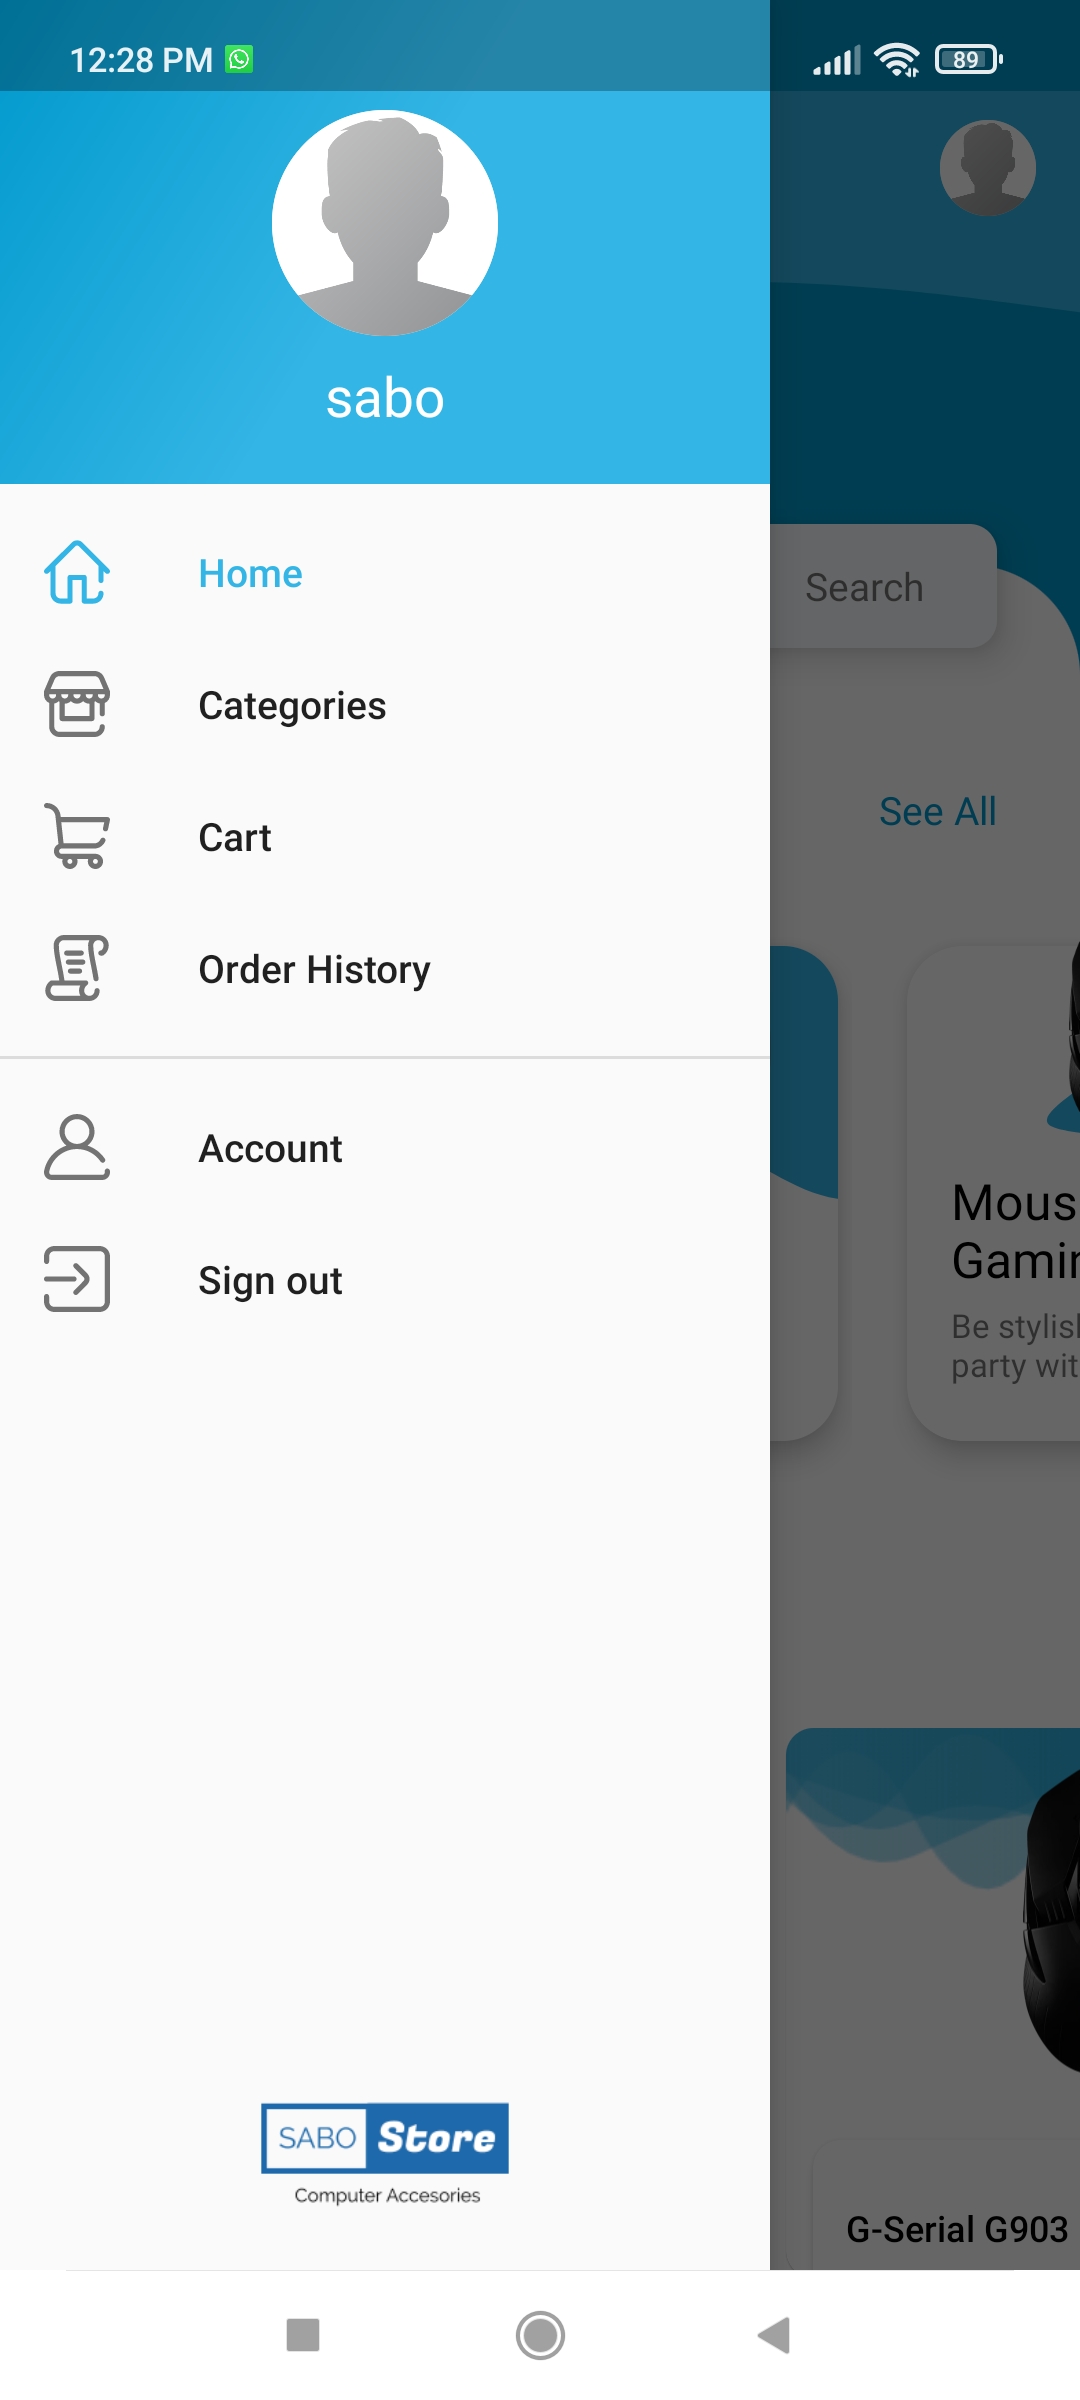 12:28 PM
89
sabo
Home
Search
Categories
See All
Cart
Order History
Account
Mous
Gamin
Sign out
Be stylish
party wit
SABO Store
Computer Accesories
G-Serial G903